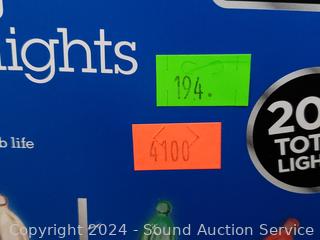 ights
194.
4100
b life
20
TOT
LIGH
Copyright 2024 - Sound Auction Service